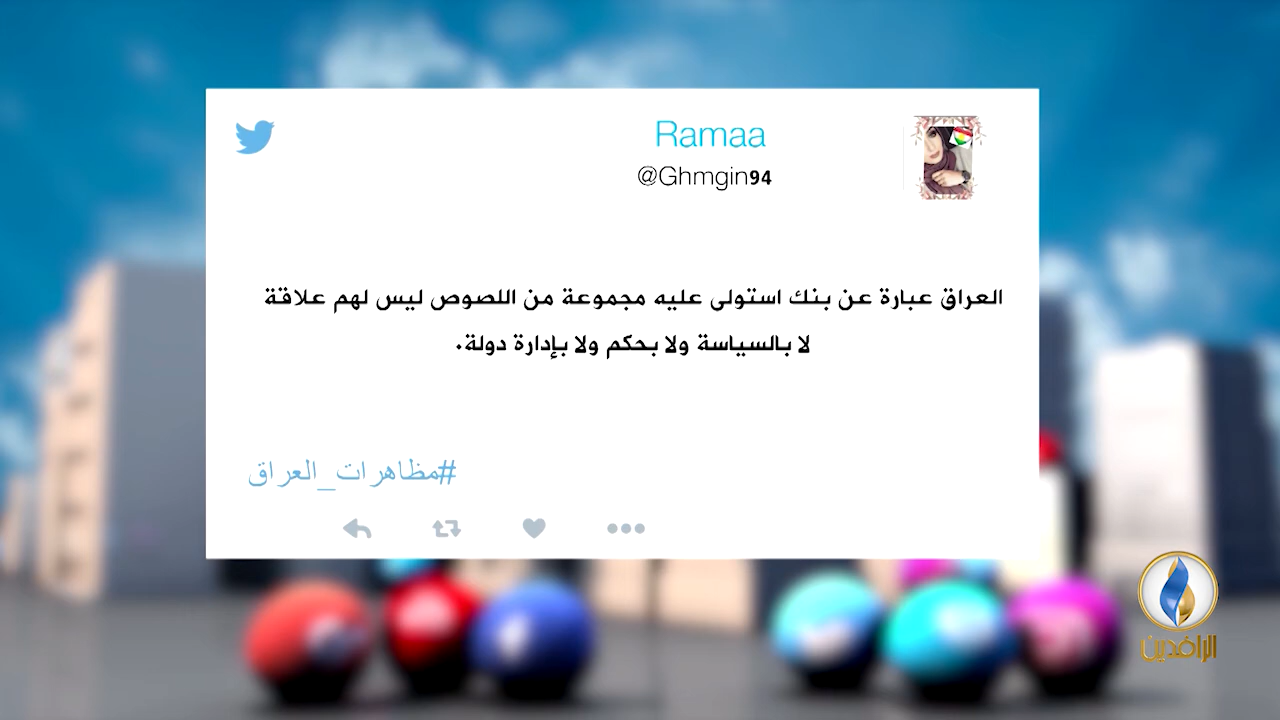 Ramaa
@Ghmgin94
العراق عبارة عن بنك استولى عليه مجموعة من اللصوص ليس لهم علاقة
لا بالسياسة ولا بحكم ولا بإدارة دولة.
#مظاهرات_العراق
الرافدين